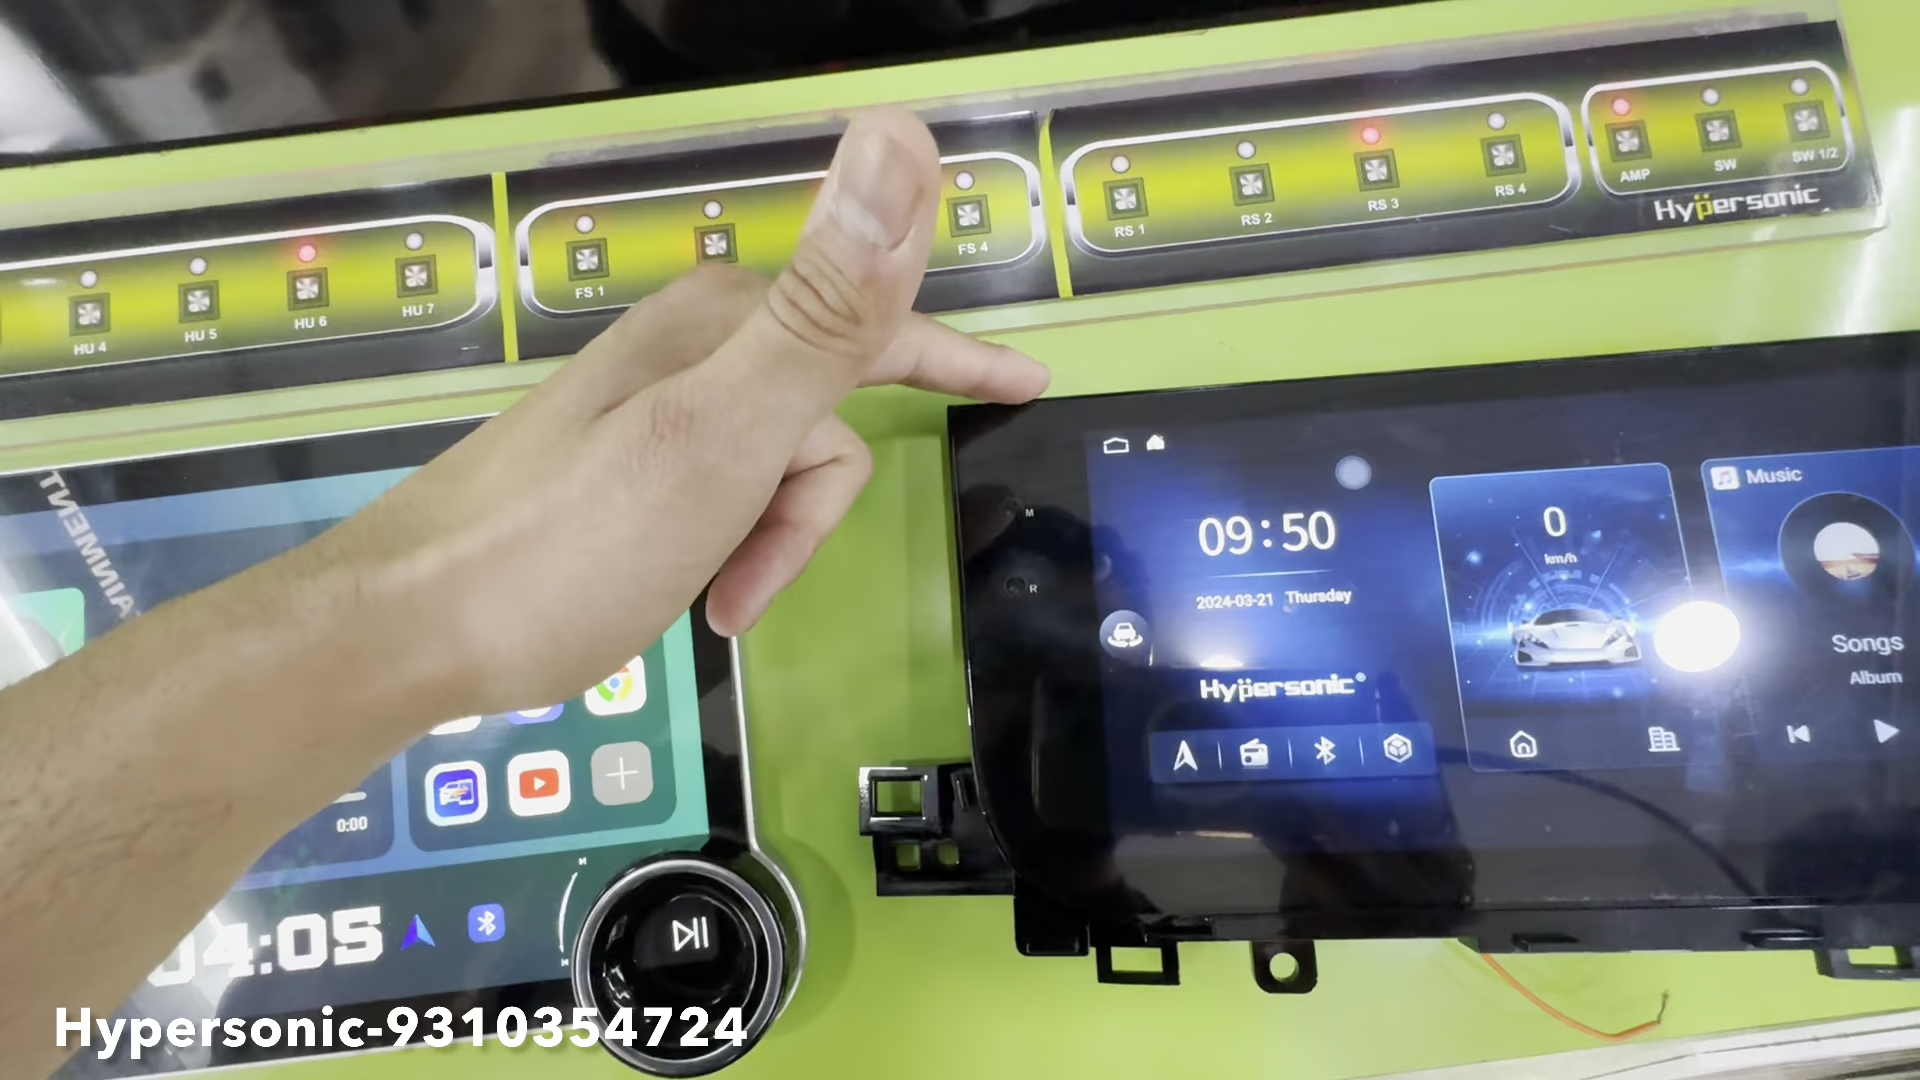 HU 4
HU 5
HU 6
HU 7
FS 1
FS 4
RS 1
RS 2
RS 3
RS 4
AMP
SW
SW 1/2
Hypersonic
M
R
09:50
2024-03-21 Thursday
Hypersonic®
0
km/h
Music
Songs
Album
0:00
04:05
Hypersonic-9310354724